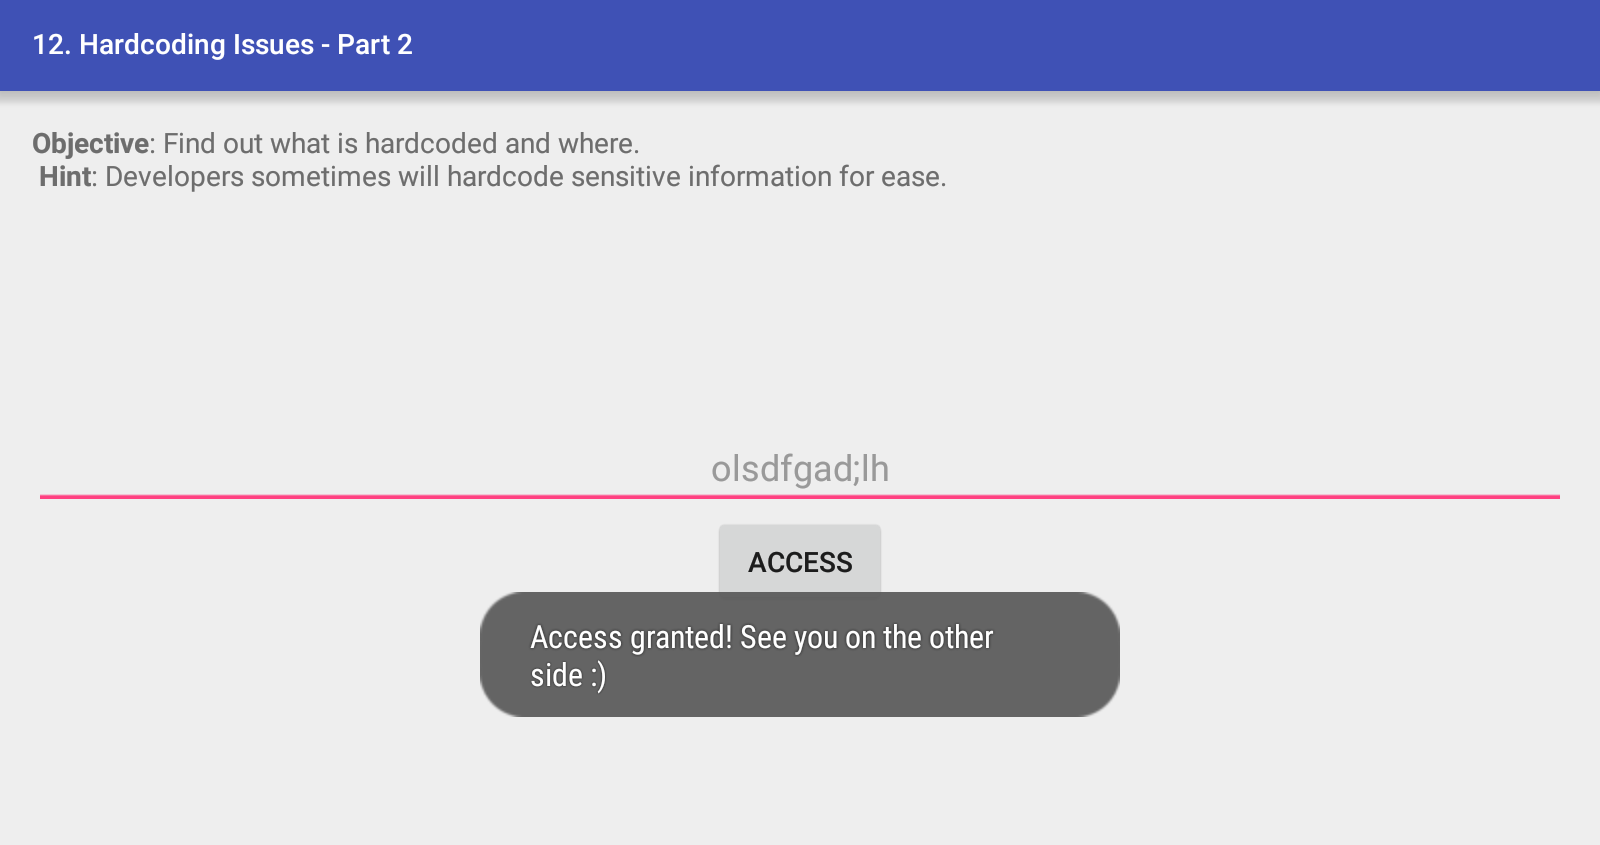 12. Hardcoding Issues - Part 2
Objective: Find out what is hardcoded and where.
Hint: Developers sometimes will hardcode sensitive information for ease.
olsdfgad;lh
ACCESS
Access granted! See you on the other
side :)